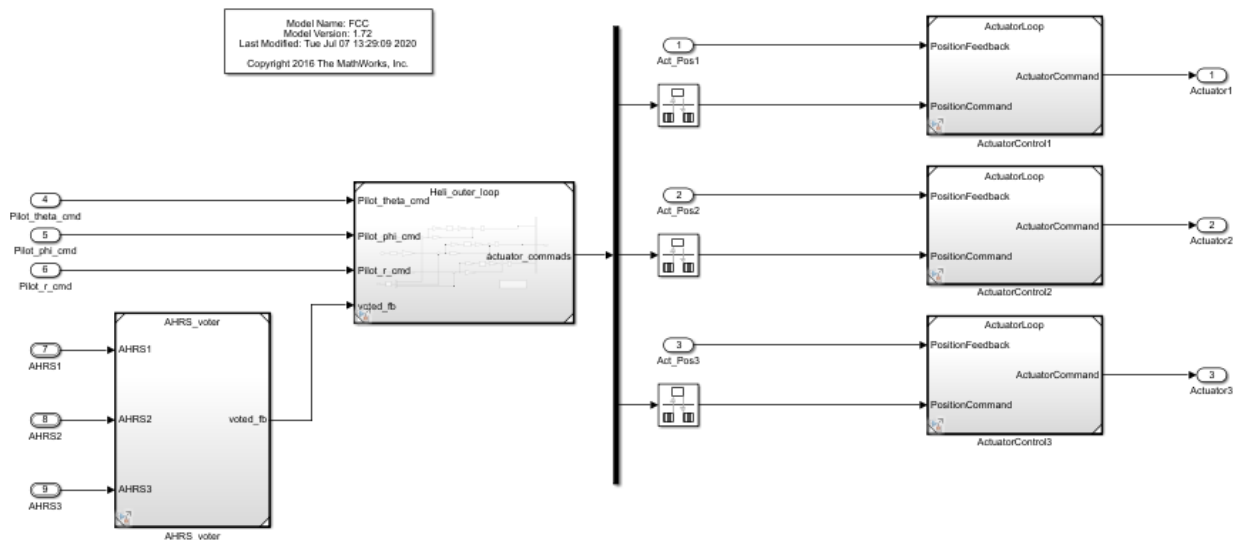 Model Name: FCC
Model Version: 1.72
Last Modified: Tue Jul 07 13:29:09 2020
Copyright 2016 The MathWorks, Inc.
4
Pilot_theta_cmd
5
Pilot_phi_cmd
6
Pilot_r_cmd
7
AHRS1
8
AHRS2
9
AHRS3
AHRS_voter
AHRS1
AHRS2
AHRS3
voted_fb
AHRS_voter
Heli_outer_loop
Pilot_theta_cmd
Pilot_phi_cmd
Pilot_r_cmd
voted_fb
actuator_commads
1
Act_Pos1
ActuatorLoop
PositionFeedback
ActuatorCommand
PositionCommand
ActuatorControl1
1
Actuator1
2
Act_Pos2
ActuatorLoop
PositionFeedback
ActuatorCommand
PositionCommand
ActuatorControl2
2
Actuator2
3
Act_Pos3
ActuatorLoop
PositionFeedback
ActuatorCommand
PositionCommand
ActuatorControl3
3
Actuator3